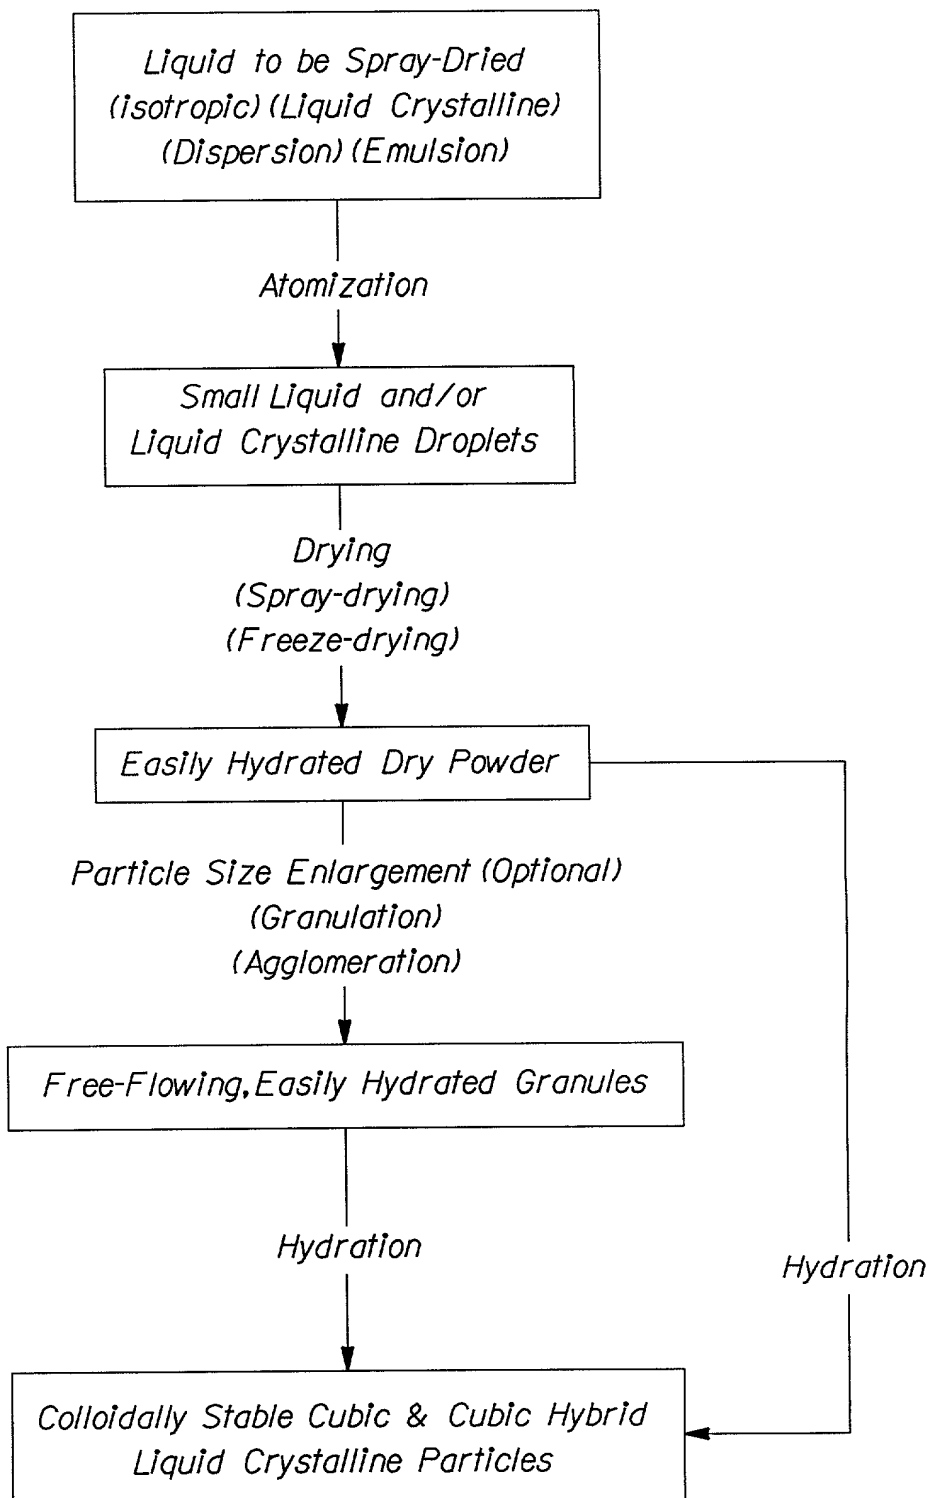 Liquid to be Spray-Dried
(isotropic) (Liquid Crystalline)
(Dispersion) (Emulsion)
Atomization
Small Liquid and/or
Liquid Crystalline Droplets
Drying
(Spray-drying)
(Freeze-drying)
Easily Hydrated Dry Powder
Particle Size Enlargement (Optional)
(Granulation)
(Agglomeration)
Free-Flowing, Easily Hydrated Granules
Hydration
Hydration
Colloidally Stable Cubic & Cubic Hybrid
Liquid Crystalline Particles